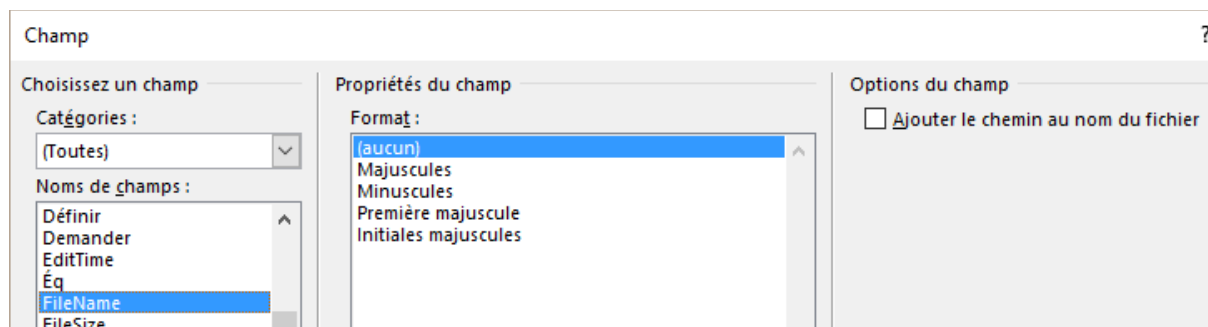 Champ
?
Choisissez un champ
Catégories :
(Toutes)
Noms de champs :
Définir
Demander
EditTime
Éq
FileName
FileSize
Propriétés du champ
Format :
(aucun)
Majuscules
Minuscules
Première majuscule
Initiales majuscules
Options du champ
Ajouter le chemin au nom du fichier